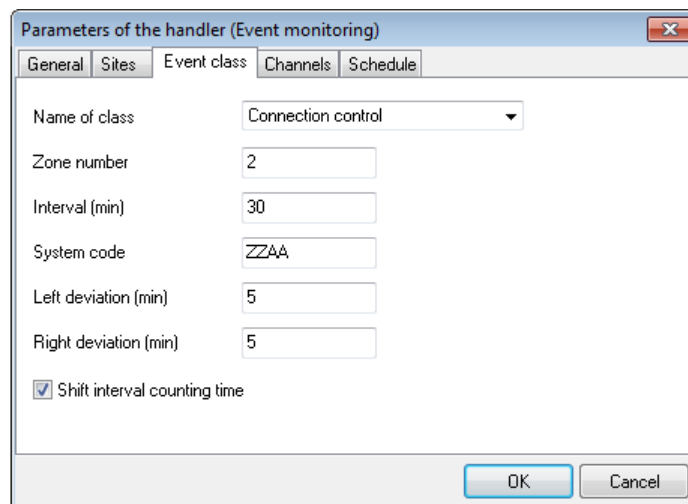 Parameters of the handler (Event monitoring)
General Sites Event class Channels Schedule
Name of class Connection control
Zone number 2
Interval (min) 30
System code ZZAA
Left deviation (min) 5
Right deviation (min) 5
Shift interval counting time
OK Cancel